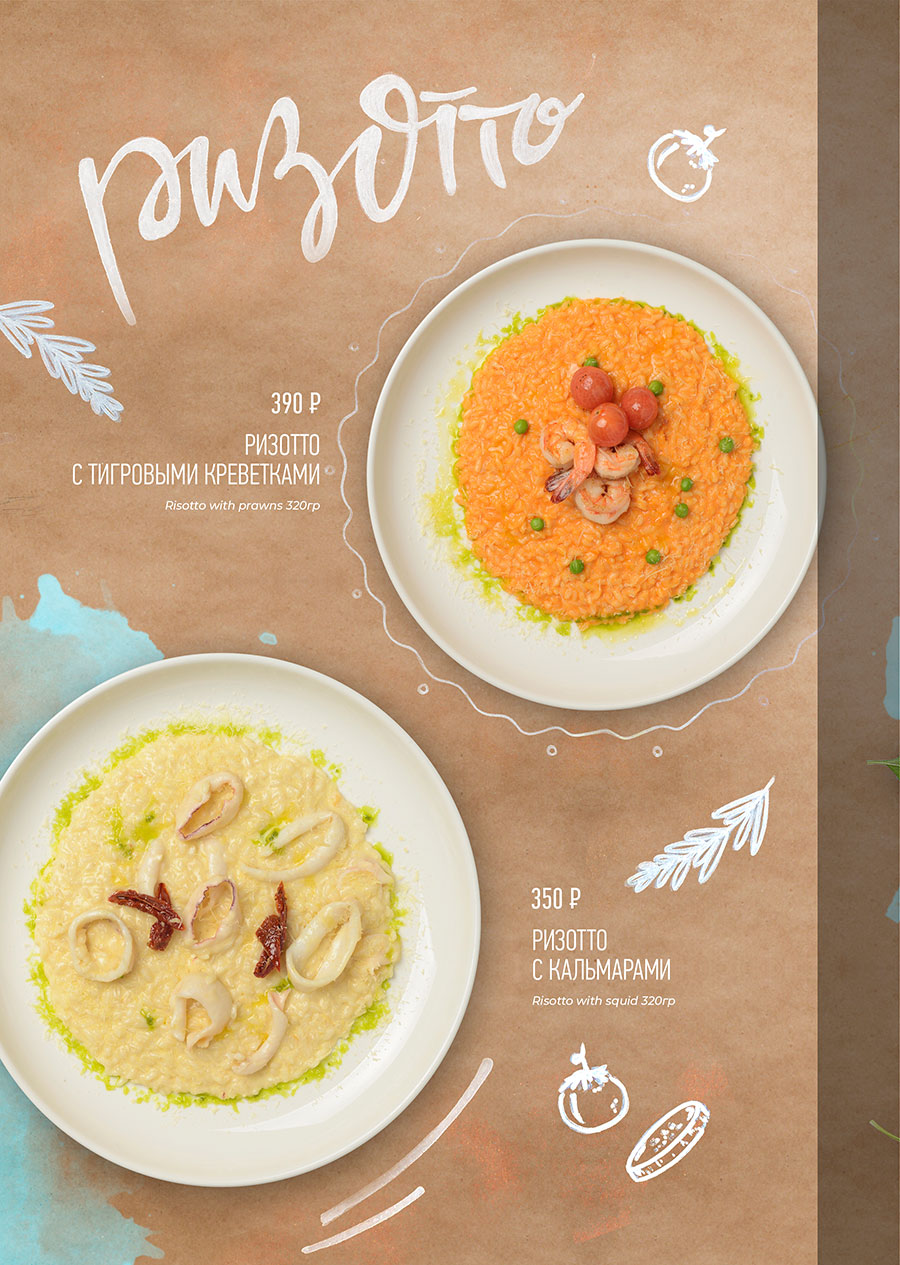 ризотто
390 ₽
РИЗОТТО
С ТИГРОВЫМИ КРЕВЕТКАМИ
Risotto with prawns 320гр
350 ₽
РИЗОТТО
С КАЛЬМАРАМИ
Risotto with squid 320гр